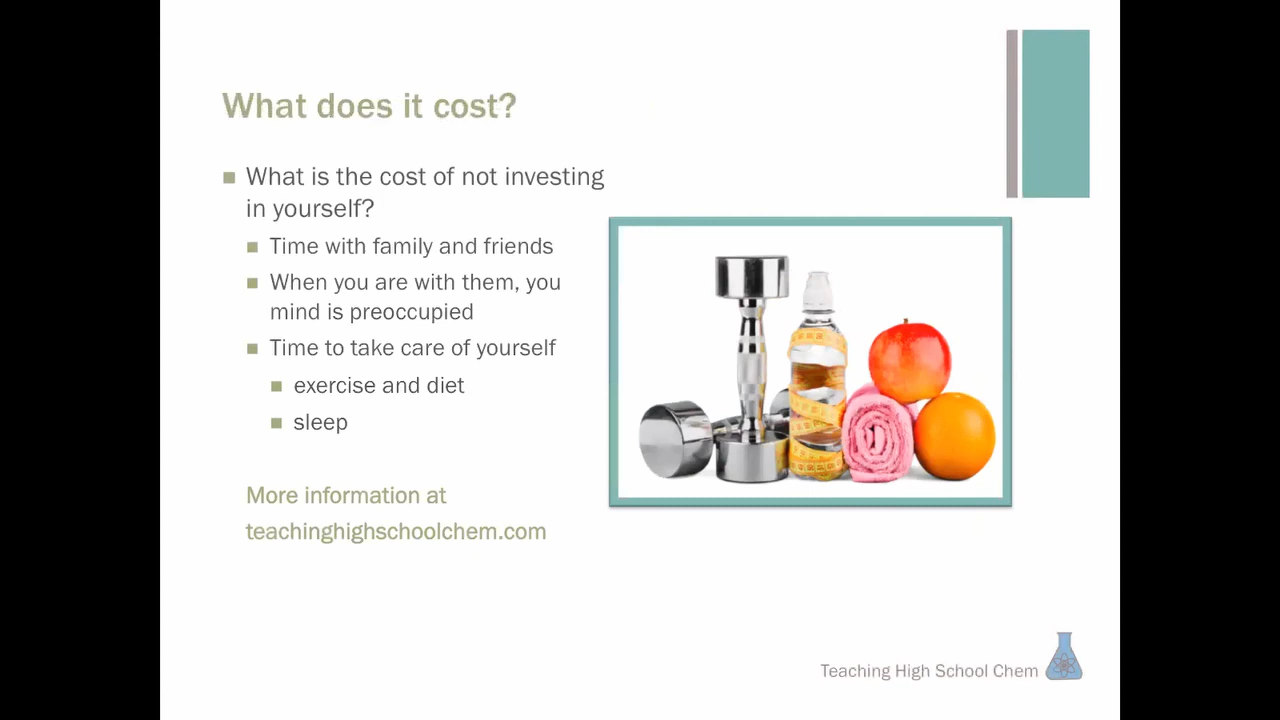 What does it cost?
What is the cost of not investing
in yourself?
Time with family and friends
When you are with them, you
mind is preoccupied
Time to take care of yourself
exercise and diet
sleep
More information at
teachinghighschoolchem.com
Teaching High School Chem